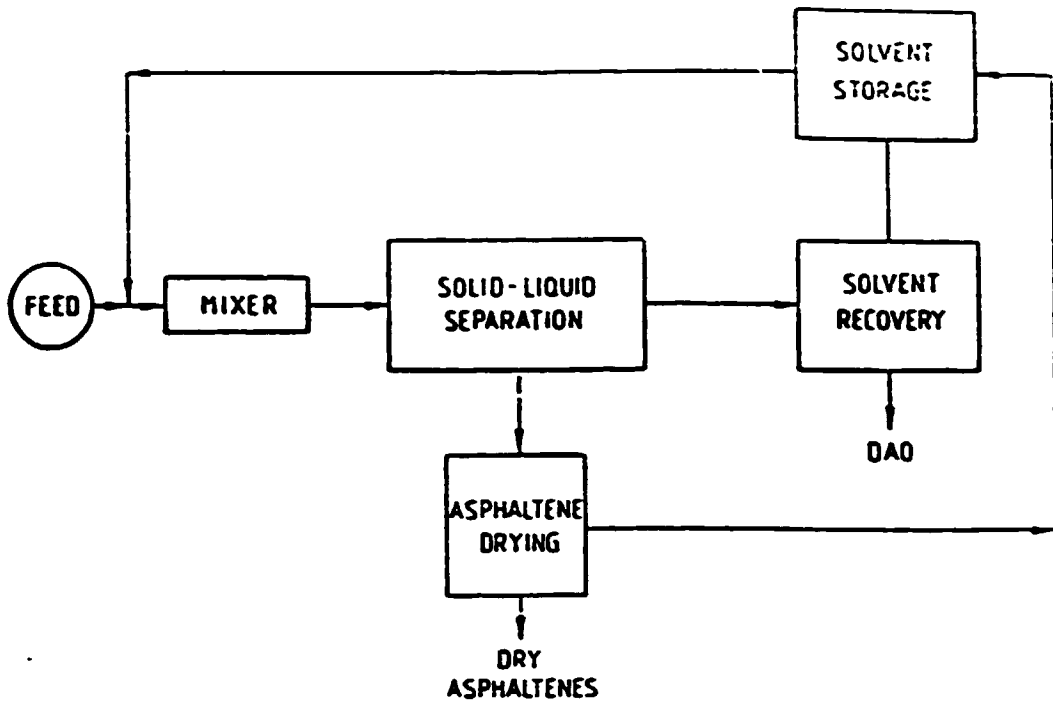 SOLVENT
STORAGE
FEED
MIXER
SOLID-LIQUID
SEPARATION
SOLVENT
RECOVERY
DAO
ASPHALTENE
DRYING
DRY
ASPHALTENES